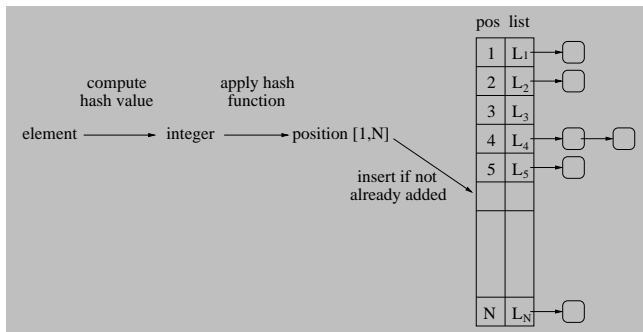 pos list
1 L1
compute
hash value
apply hash
function
2 L2
3 L3
element
integer
position [1,N]
4 L4
5 L5
insert if not
already added
N LN